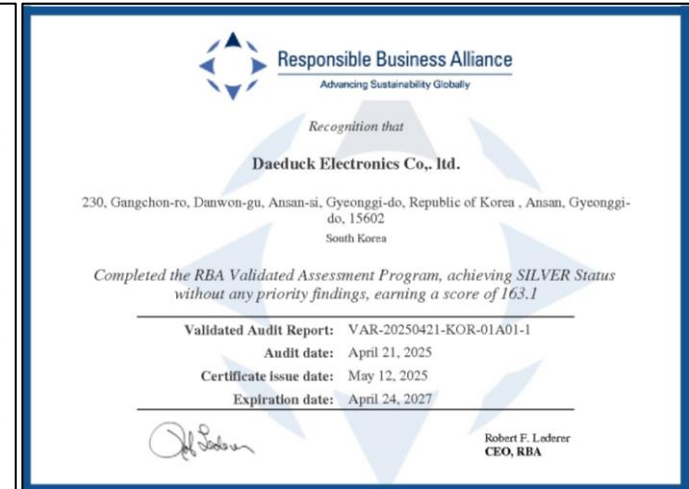 Responsible Business Alliance
Advancing Sustainability Globally
Recognition that
Daeduck Electronics Co,. ltd.
230, Gangchon-ro, Danwon-gu, Ansan-si, Gyeonggi-do, Republic of Korea , Ansan, Gyeonggi-
do, 15602
South Korea
Completed the RBA Validated Assessment Program, achieving SILVER Status
without any priority findings, earning a score of 163.1
Validated Audit Report: VAR-20250421-KOR-01A01-1
Audit date: April 21, 2025
Certificate issue date: May 12, 2025
Expiration date: April 24, 2027
Robert F. Lederer
CEO, RBA